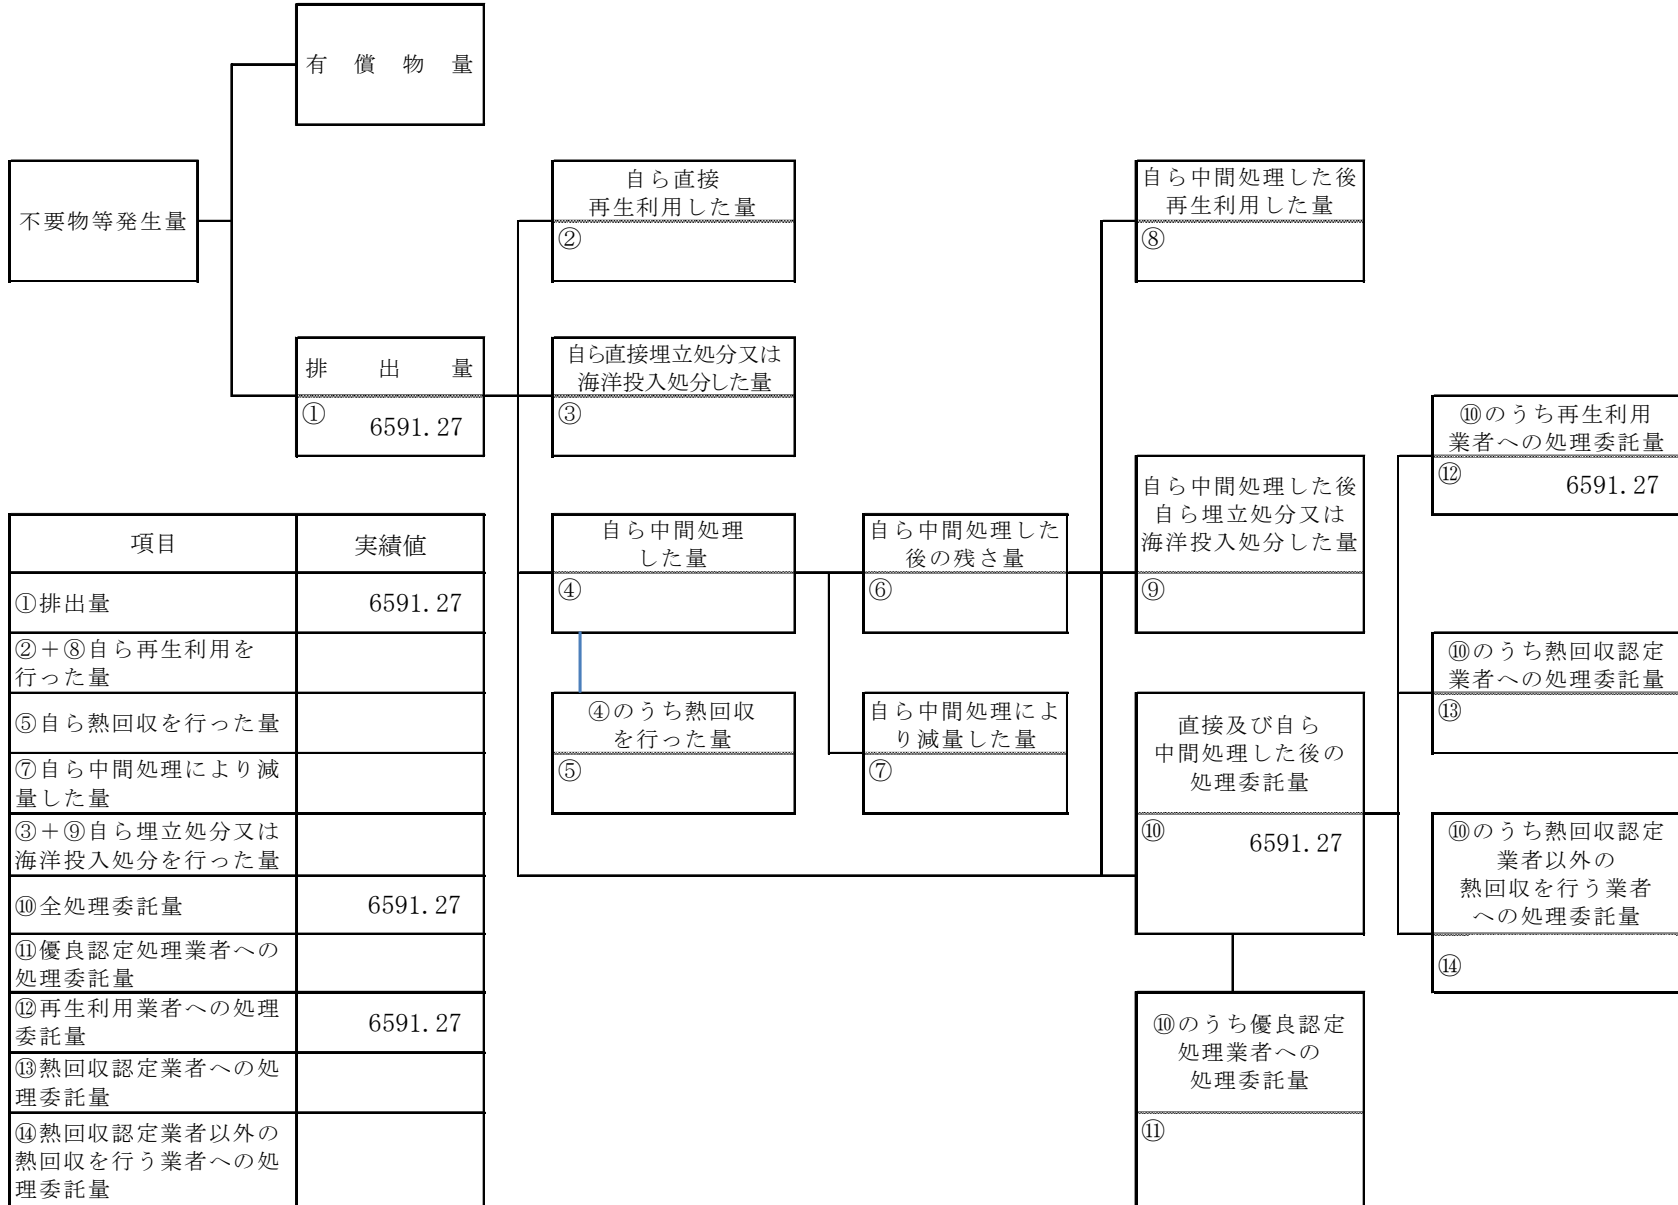 有償物量
不要物等発生量
自ら直接
再生利用した量
②
自ら中間処理した後
再生利用した量
⑧
排出量
① 6591.27
自ら直接埋立処分又は
海洋投入処分した量
③
⑩のうち再生利用
業者への処理委託量
⑫ 6591.27
自ら中間処理した後
自ら埋立処分又は
海洋投入処分した量
⑨
自ら中間処理
した量
④
自ら中間処理した
後の残さ量
⑥
④のうち熱回収
を行った量
⑤
自ら中間処理によ
り減量した量
⑦
⑩のうち熱回収認定
業者への処理委託量
⑬
直接及び自ら
中間処理した後の
処理委託量
⑩ 6591.27
⑩のうち熱回収認定
業者以外の
熱回収を行う業者
への処理委託量
⑭
⑩のうち優良認定
処理業者への
処理委託量
⑪
項目 実績値
①排出量 6591.27
②＋⑧自ら再生利用を
行った量
⑤自ら熱回収を行った量
⑦自ら中間処理により減
量した量
③＋⑨自ら埋立処分又は
海洋投入処分を行った量
⑩全処理委託量 6591.27
⑪優良認定処理業者への
処理委託量
⑫再生利用業者への処理
委託量 6591.27
⑬熱回収認定業者への処
理委託量
⑭熱回収認定業者以外の
熱回収を行う業者への処
理委託量